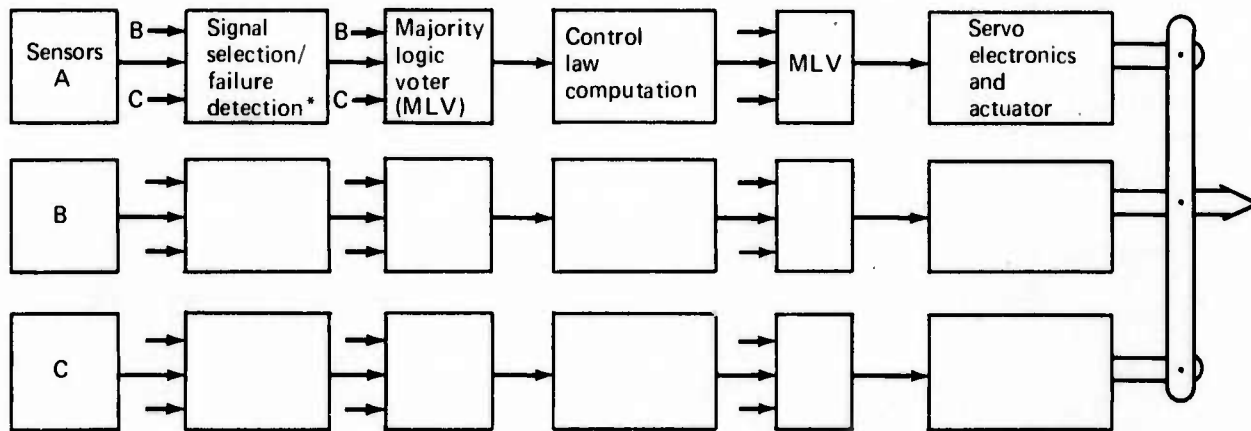 Sensors
A
B
C
Signal
selection/
failure
detection*
B
C
Majority
logic
voter
(MLV)
Control
law
computation
MLV
Servo
electronics
and
actuator
B
C